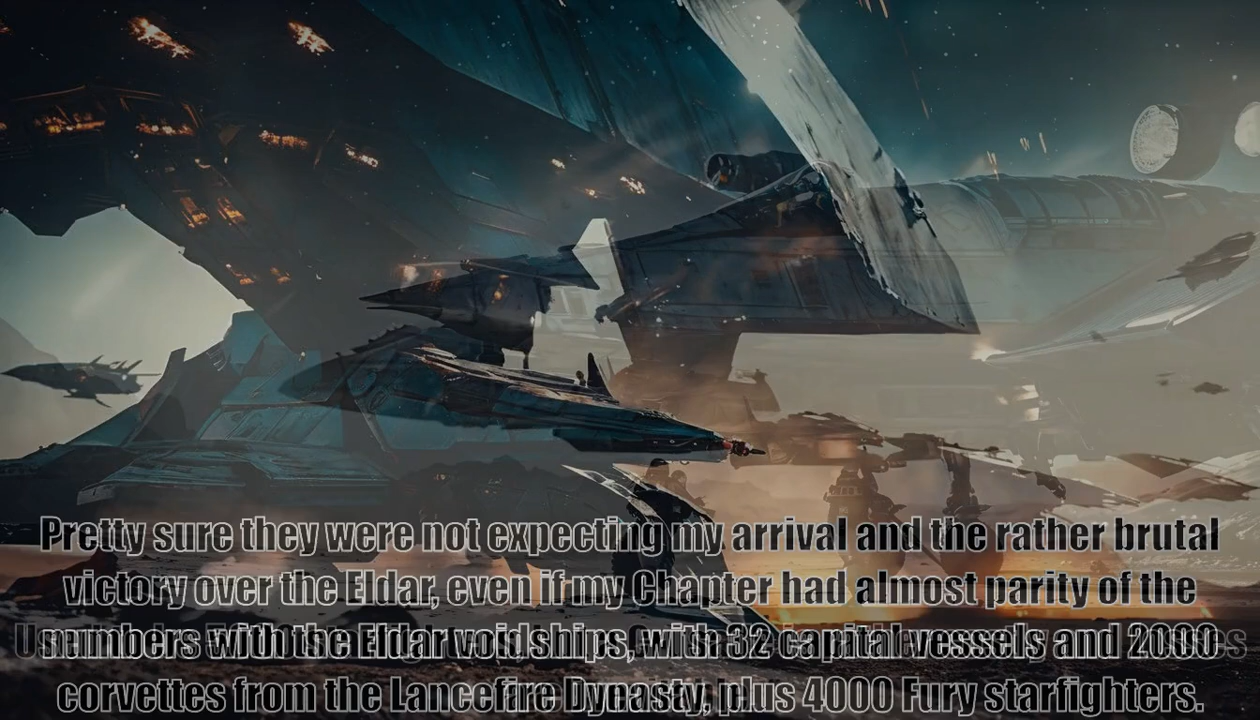 Pretty sure they were not expecting my arrival and the rather brutal
victory over the Eldar, even if my Chapter had almost parity of the
numbers with the Eldar voidships, with 32 capital vessels and 2000
corvettes from the Lancefire Dynasty, plus 4000 Fury starfighters.